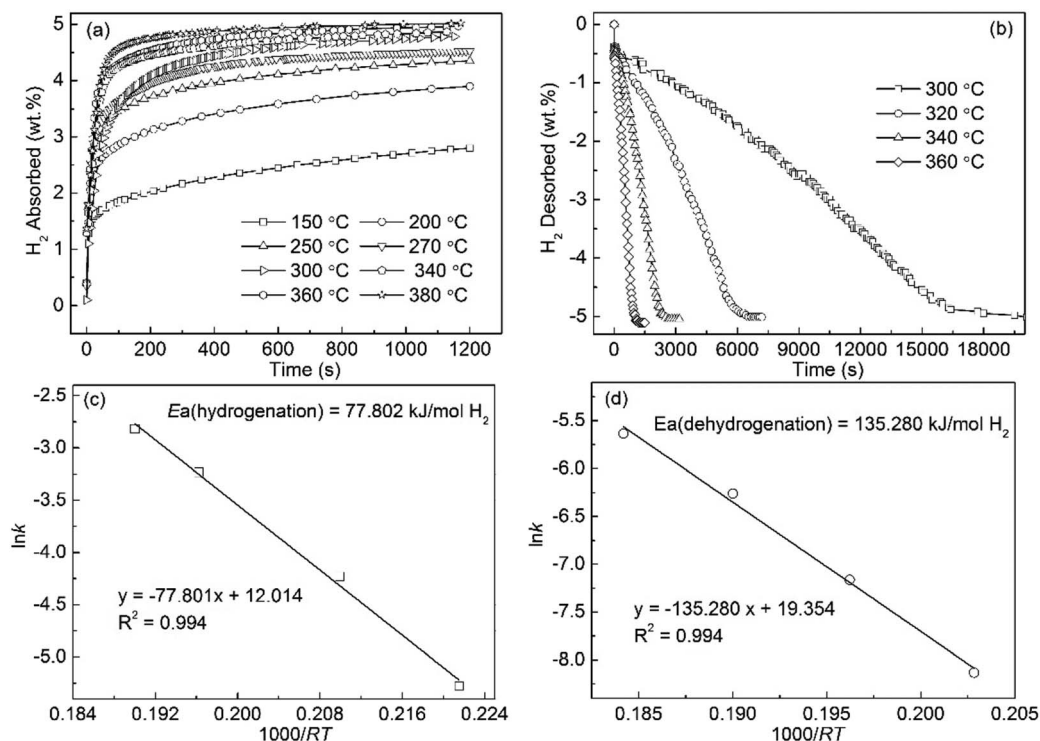 (a)
H₂ Absorbed (wt.%)
5
4
3
2
1
0
150 °C 200 °C
250 °C 270 °C
300 °C 340 °C
360 °C 380 °C
0 200 400 600 800 1000 1200
Time (s)
(b)
H₂ Desorbed (wt.%)
0
-1
-2
-3
-4
-5
300 °C
320 °C
340 °C
360 °C
0 3000 6000 9000 12000 15000 18000
Time (s)
(c)
lnk
-2.5
-3.0
-3.5
-4.0
-4.5
-5.0
Ea(hydrogenation) = 77.802 kJ/mol H₂
y = -77.801x + 12.014
R² = 0.994
0.184 0.192 0.200 0.208 0.216 0.224
1000/RT
(d)
lnk
-5.5
-6.0
-6.5
-7.0
-7.5
-8.0
Ea(dehydrogenation) = 135.280 kJ/mol H₂
y = -135.280 x + 19.354
R² = 0.994
0.185 0.190 0.195 0.200 0.205
1000/RT